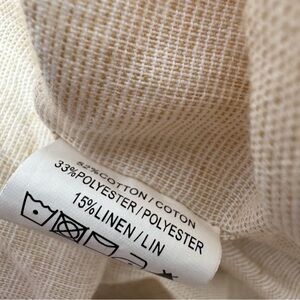 52%COTTON/COTON
33%POLYESTER/POLYESTER
15%LINEN/LIN